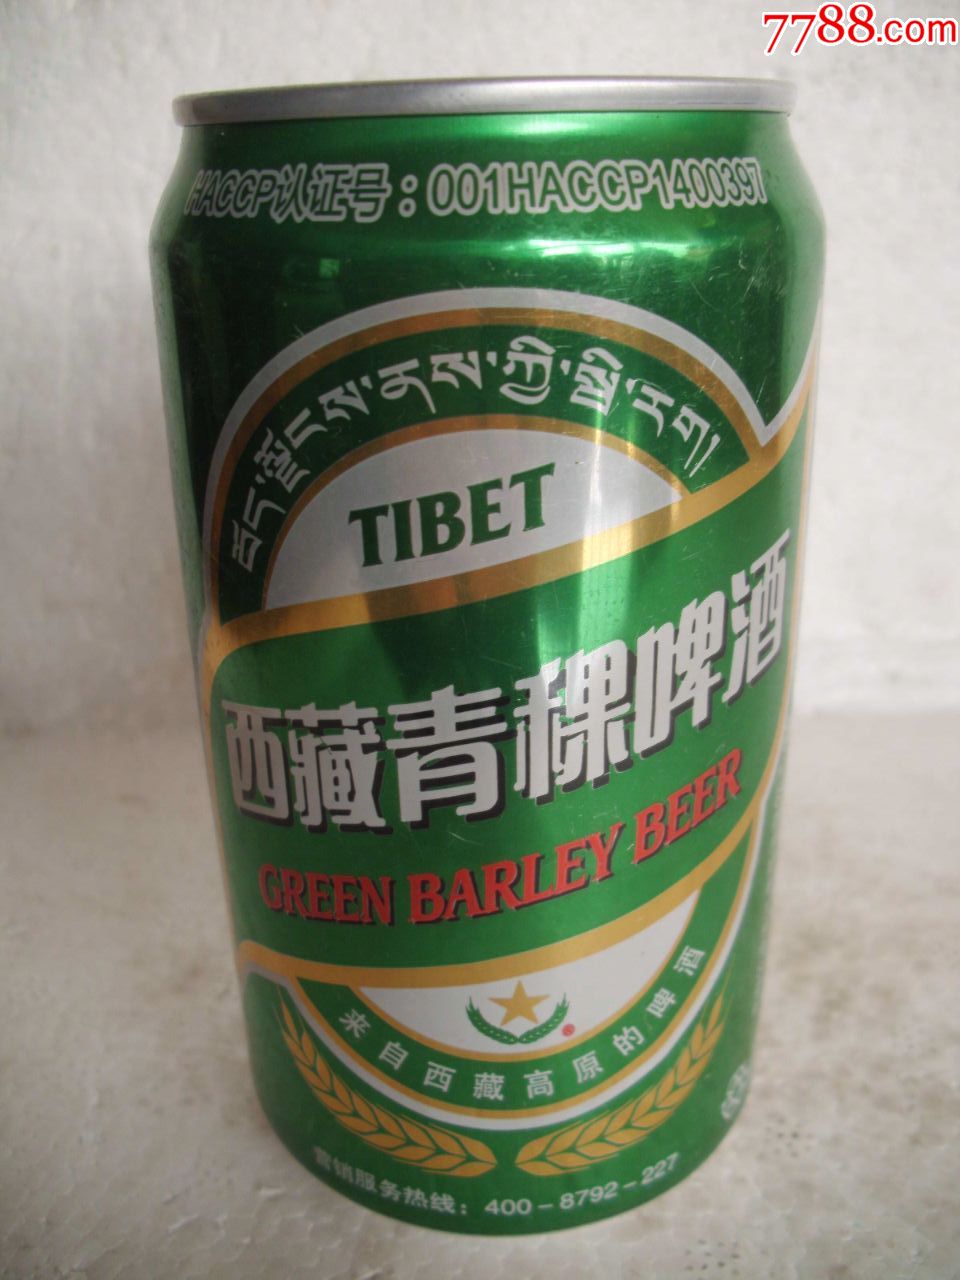 7788.com
HACCP认证号：001HACCP1400397
TIBET
西藏青稞啤酒
GREEN BARLEY BEER
来自西藏高原的啤酒
营销服务热线：400-8792-227